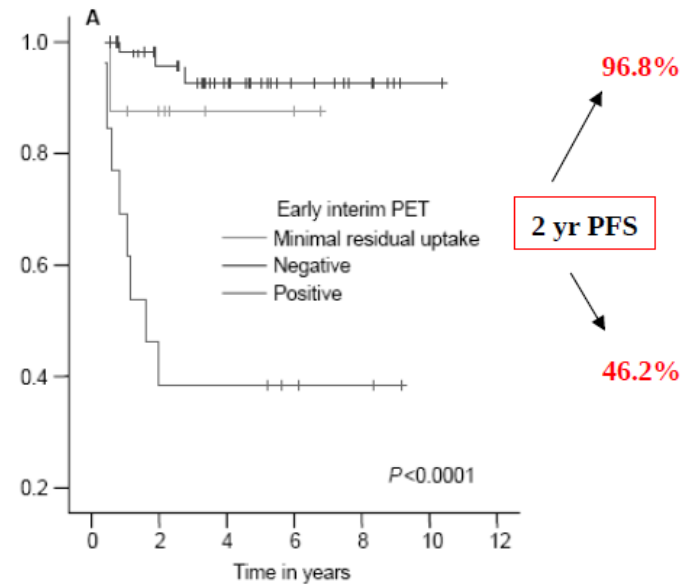 A
1.0
0.8
0.6
0.4
0.2
Early interim PET
Minimal residual uptake
Negative
Positive
P<0.0001
0 2 4 6 8 10 12
Time in years
96.8%
2 yr PFS
46.2%